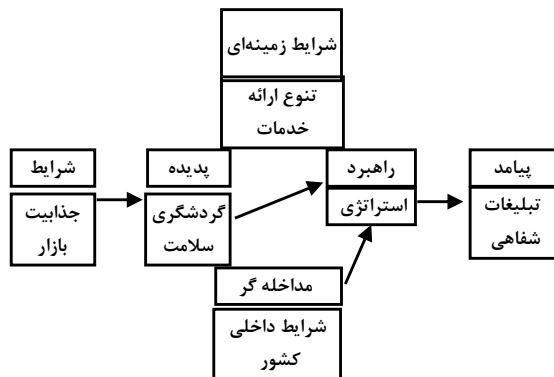 شرایط زمینه‌ای
تنوع ارائه
خدمات
پیامد
راهبرد
پدیده
شرایط
تبلیغات
شفاهی
استراتژی
گردشگری
سلامت
جذابیت
بازار
مداخله گر
شرایط داخلی
کشور